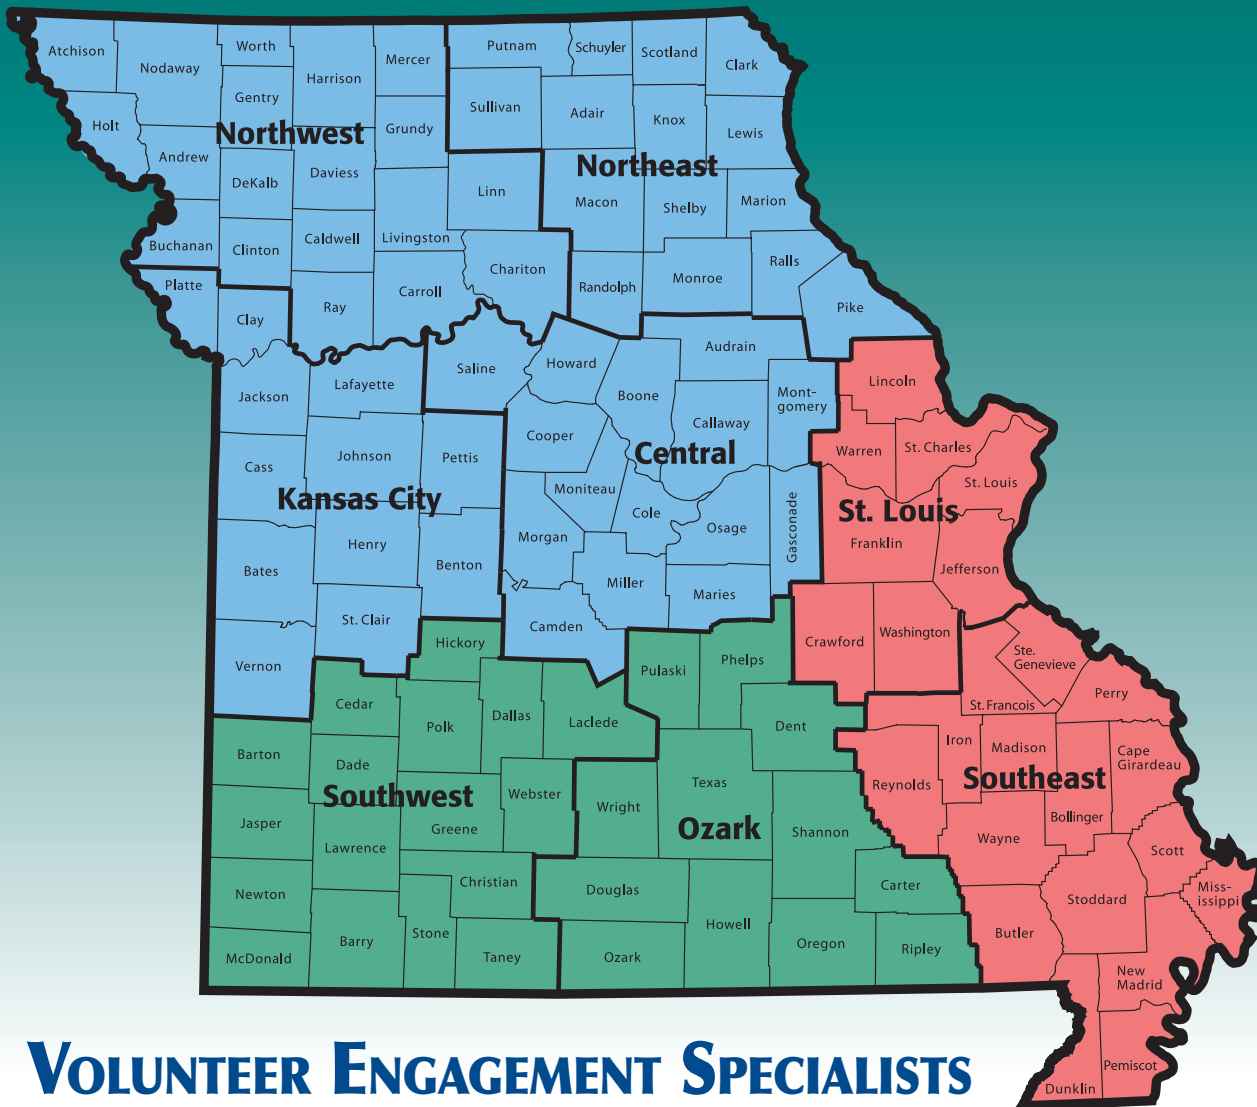 Atchison
Nodaway
Worth
Harrison
Mercer
Putnam
Schuyler
Scotland
Clark
Gentry
Sullivan
Adair
Knox
Lewis
Holt
Andrew
Northwest
Grundy
Northeast
DeKalb
Daviess
Linn
Macon
Shelby
Marion
Buchanan
Clinton
Caldwell
Livingston
Chariton
Randolph
Monroe
Ralls
Pike
Platte
Clay
Ray
Carroll
Jackson
Lafayette
Saline
Howard
Boone
Audrain
Callaway
Mont-
gomery
Lincoln
Warren
St. Charles
St. Louis
Cass
Johnson
Pettis
Cooper
Central
Kansas City
Moniteau
Cole
Osage
Gasconade
St. Louis
Franklin
Jefferson
Bates
Henry
Benton
Morgan
Miller
Maries
Vernon
St. Clair
Camden
Hickory
Pulaski
Phelps
Crawford
Washington
Ste.
Genevieve
St. Francois
Perry
Cedar
Polk
Dallas
Laclede
Dent
Iron
Madison
Cape
Girardeau
Barton
Dade
Southwest
Webster
Wright
Texas
Ozark
Reynolds
Southeast
Jasper
Lawrence
Greene
Shannon
Wayne
Bollinger
Scott
Newton
Christian
Douglas
Howell
Carter
Stoddard
Miss-
issippi
McDonald
Barry
Stone
Taney
Ozark
Oregon
Ripley
Butler
New
Madrid
Pemiscot
Dunklin
VOLUNTEER ENGAGEMENT SPECIALISTS